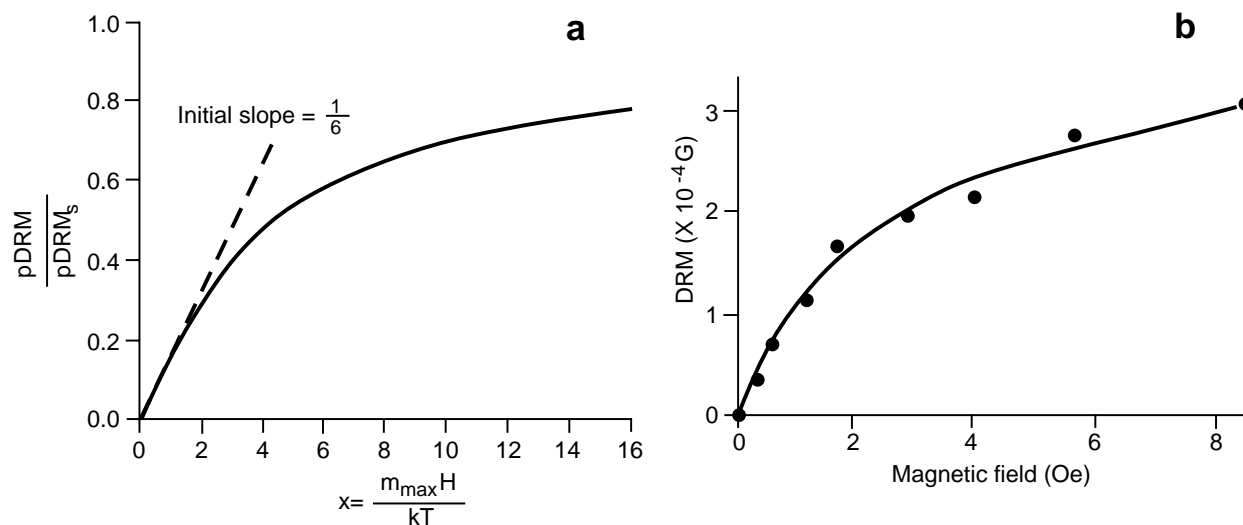 a
1.0
0.8
0.6
0.4
0.2
0.0
pDRM
pDRMs
Initial slope = 1/6
0 2 4 6 8 10 12 14 16
x= mmaxH
kT
b
3
2
1
0
DRM (X 10-4 G)
0 2 4 6 8
Magnetic field (Oe)